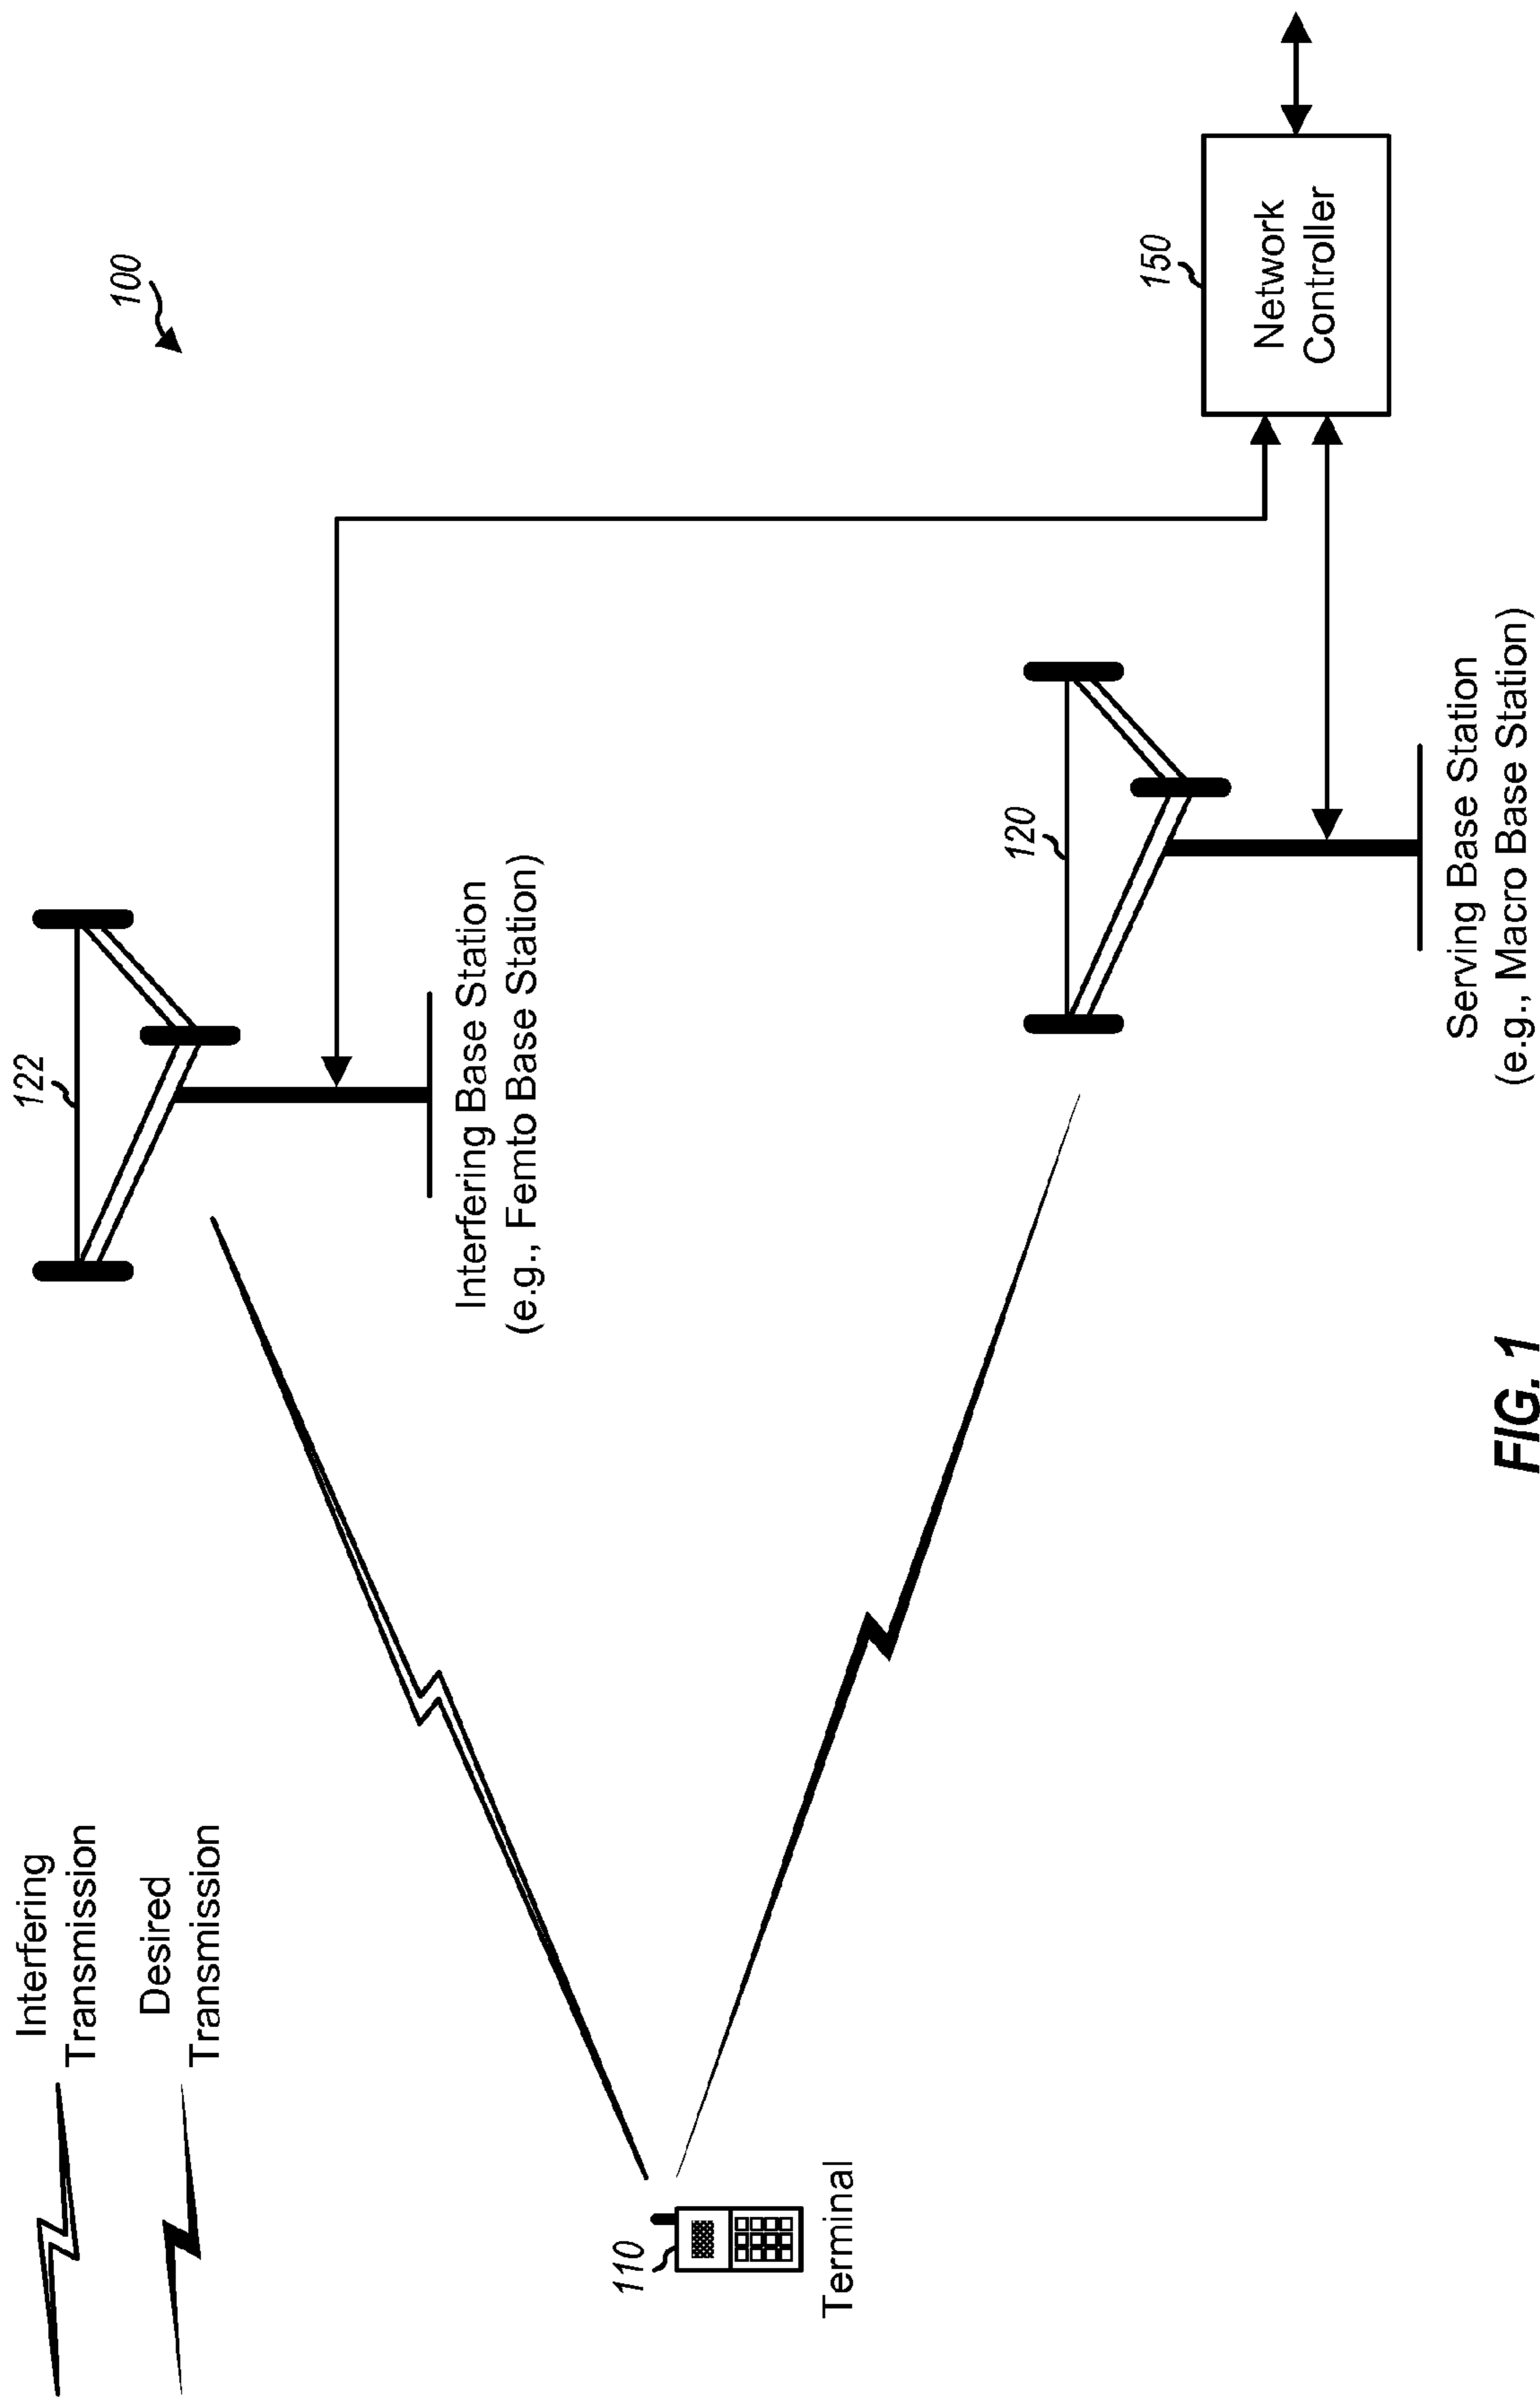 Interfering
Transmission
Desired
Transmission
100
122
Interfering Base Station
(e.g., Femto Base Station)
110
Terminal
120
Serving Base Station
(e.g., Macro Base Station)
150
Network
Controller
FIG. 1